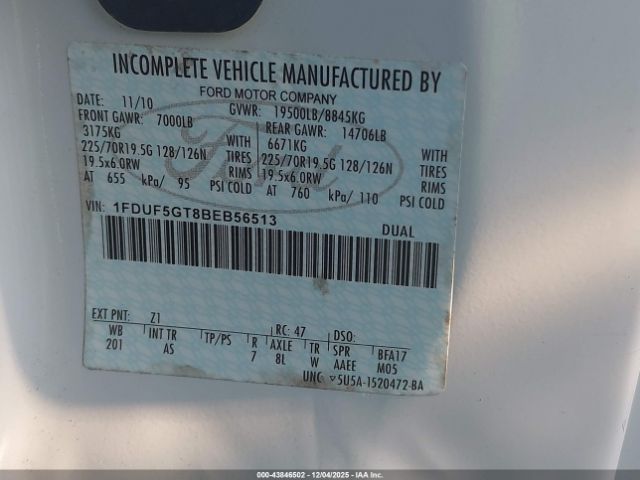 INCOMPLETE VEHICLE MANUFACTURED BY
FORD MOTOR COMPANY
DATE: 11/10 GVWR: 19500LB/8845KG
FRONT GAWR: 7000LB REAR GAWR: 14706LB
3175KG WITH 6671KG WITH
225/70R19.5G 128/126N TIRES 225/70R19.5G 128/126N TIRES
19.5x6.0RW RIMS 19.5x6.0RW RIMS
AT 655 kPa/ 95 PSI COLD AT 760 kPa/ 110 PSI COLD
VIN: 1FDUF5GT8BEB56513 DUAL
Ford
EXT PNT: Z1 RC: 47 DSO:
WB INT TR TP/PS R AXLE TR SPR BFA17
201 AS 7 8L W AAEE M05
UNC ▿5U5A-1520472-BA
000-43846502 - 12/04/2025 - IAAI.COM